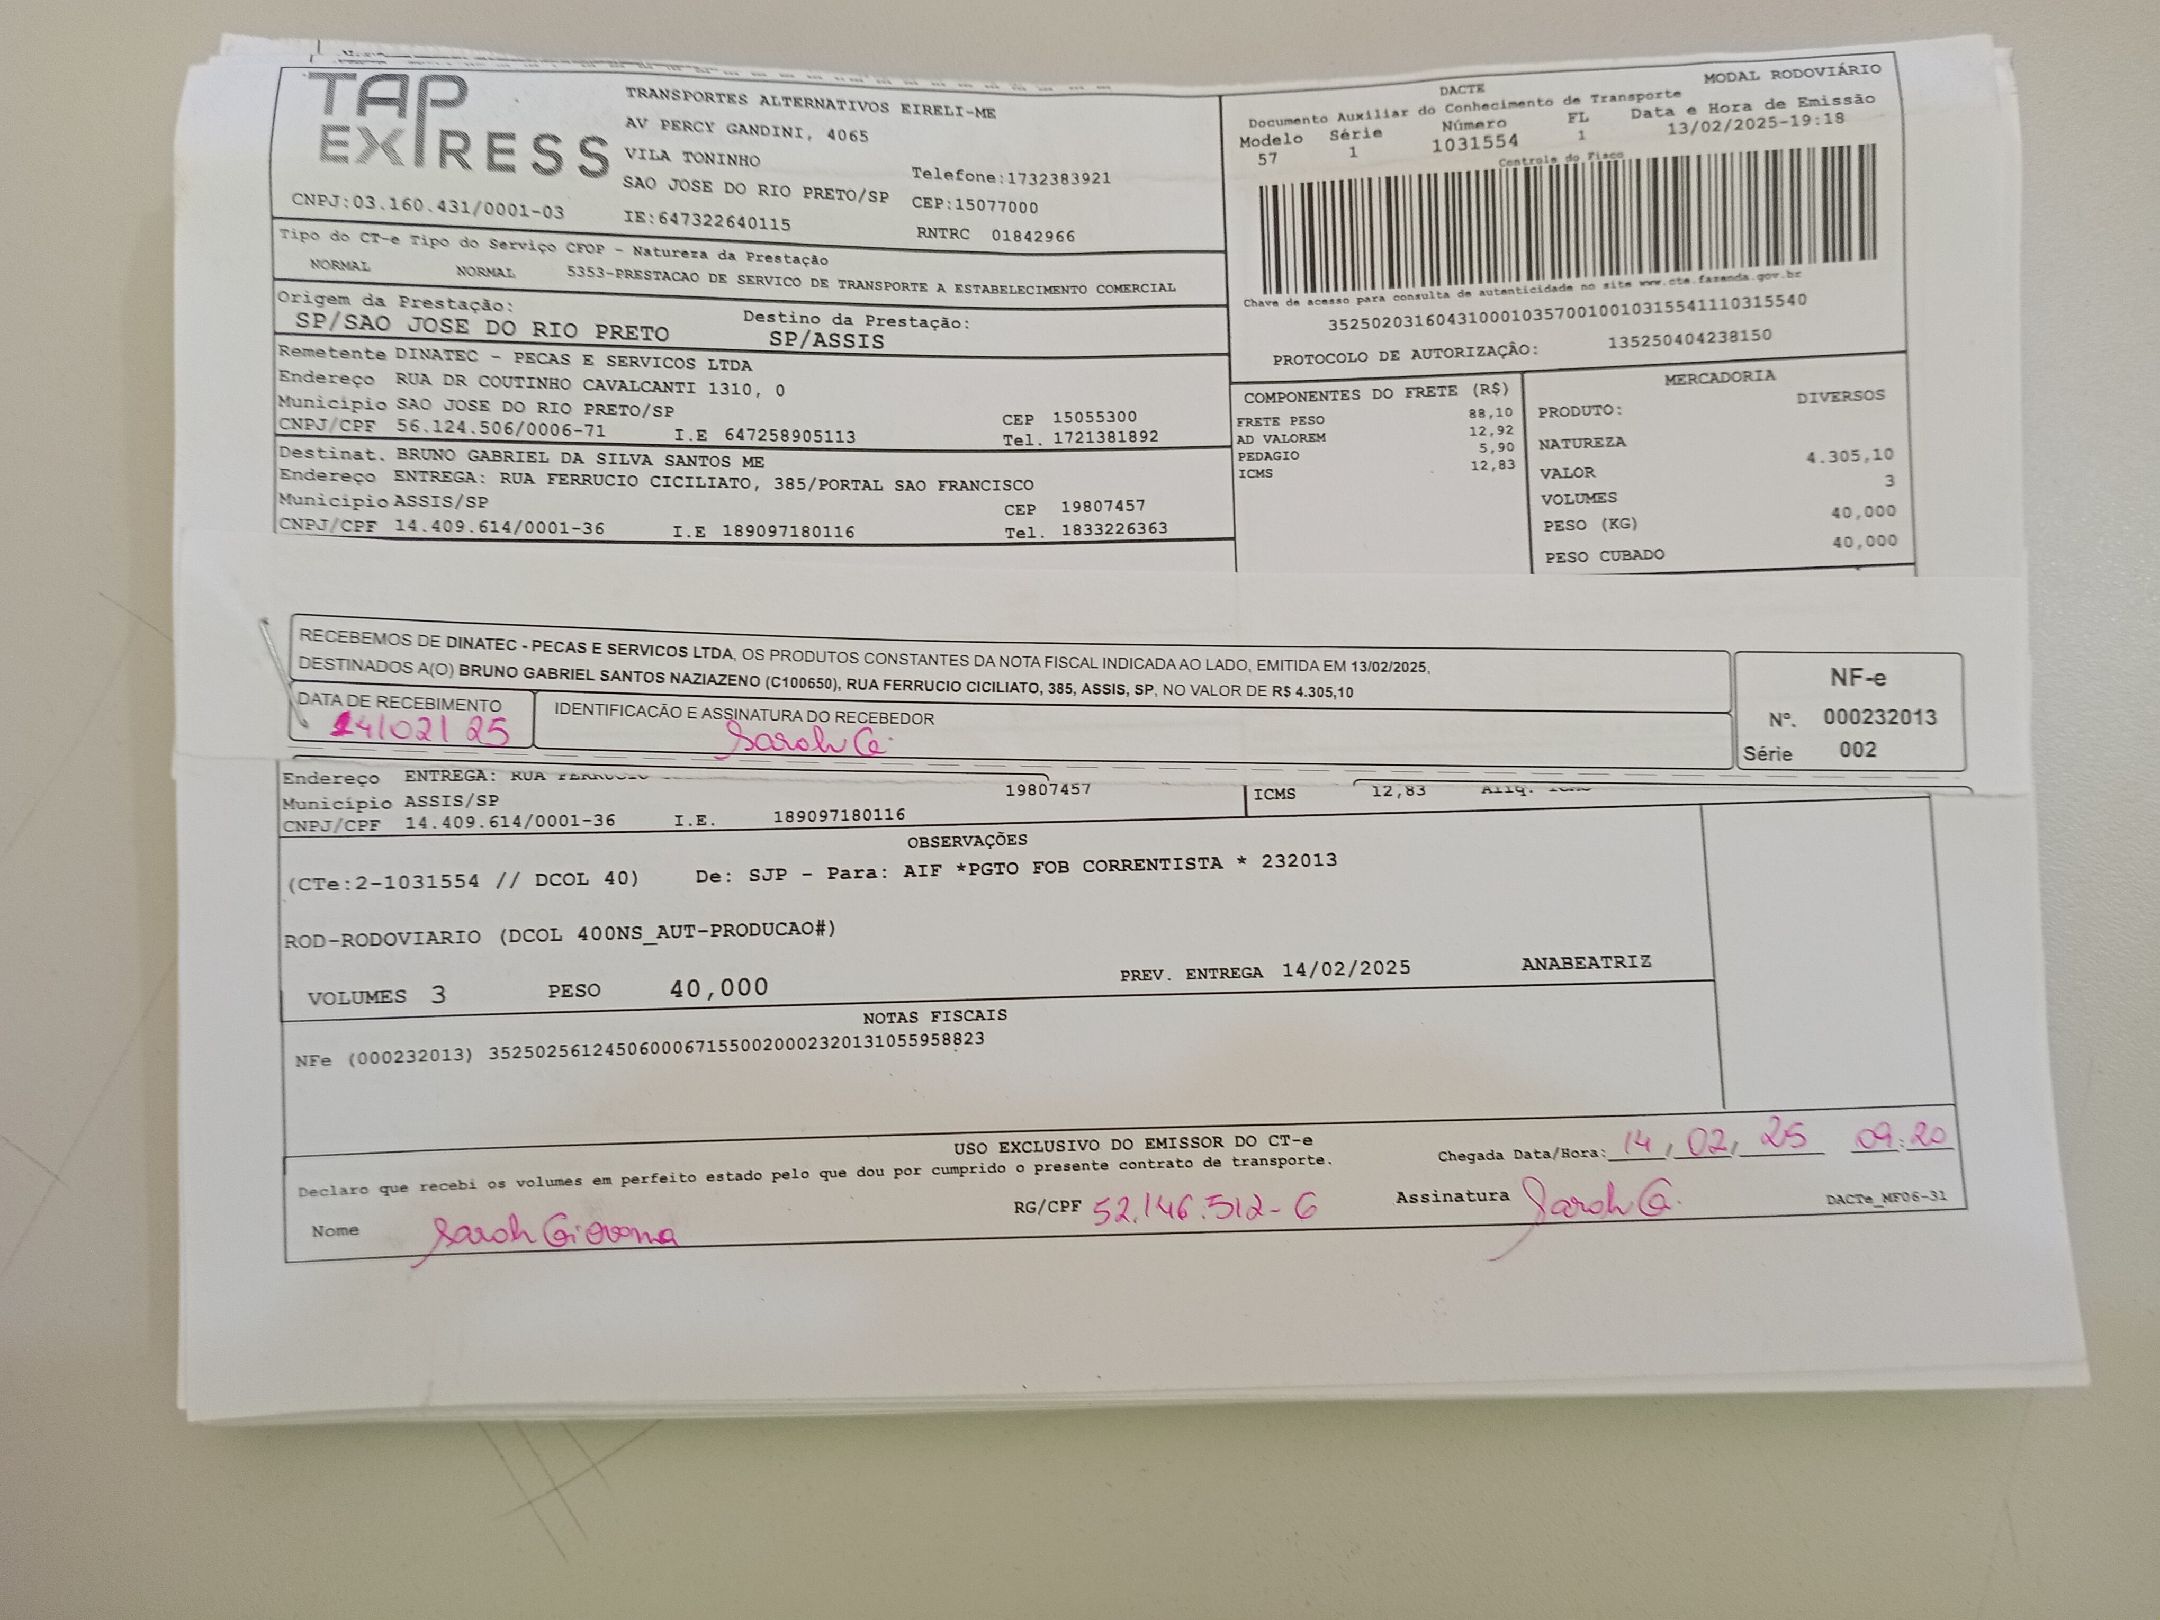 TAP EXPRESS
TRANSPORTES ALTERNATIVOS EIRELI-ME
AV PERCY GANDINI, 4065
VILA TONINHO
Telefone:1732383921
SAO JOSE DO RIO PRETO/SP CEP:15077000
CNPJ:03.160.431/0001-03 IE:647322640115 RNTRC 01842966
Tipo do CT-e Tipo do Serviço CFOP - Natureza da Prestação
NORMAL NORMAL 5353-PRESTACAO DE SERVICO DE TRANSPORTE A ESTABELECIMENTO COMERCIAL
Origem da Prestação: Destino da Prestação:
SP/SAO JOSE DO RIO PRETO SP/ASSIS
Remetente DINATEC - PECAS E SERVICOS LTDA
Endereço RUA DR COUTINHO CAVALCANTI 1310, 0
Municipio SAO JOSE DO RIO PRETO/SP CEP 15055300
CNPJ/CPF 56.124.506/0006-71 I.E 647258905113 Tel. 1721381892
Destinat. BRUNO GABRIEL DA SILVA SANTOS ME
Endereço ENTREGA: RUA FERRUCIO CICILIATO, 385/PORTAL SAO FRANCISCO
Municipio ASSIS/SP CEP 19807457
CNPJ/CPF 14.409.614/0001-36 I.E 189097180116 Tel. 1833226363
DACTE MODAL RODOVIÁRIO
Documento Auxiliar do Conhecimento de Transporte
Modelo Série Número FL Data e Hora de Emissão
57 1 1031554 1 13/02/2025-19:18
Controle do Fisco
Chave de acesso para consulta de autenticidade no site www.cte.fazenda.gov.br
35250203160431000103570010010315541110315540
PROTOCOLO DE AUTORIZAÇÂO: 135250404238150
COMPONENTES DO FRETE (R$)
FRETE PESO 88,10
AD VALOREM 12,92
PEDAGIO 5,90
ICMS 12,83
MERCADORIA
PRODUTO: DIVERSOS
NATUREZA
VALOR 4.305,10
VOLUMES 3
PESO (KG) 40,000
PESO CUBADO 40,000
RECEBEMOS DE DINATEC - PECAS E SERVICOS LTDA, OS PRODUTOS CONSTANTES DA NOTA FISCAL INDICADA AO LADO, EMITIDA EM 13/02/2025,
DESTINADOS A(O) BRUNO GABRIEL SANTOS NAZIAZENO (C100650), RUA FERRUCIO CICILIATO, 385, ASSIS, SP, NO VALOR DE R$ 4.305,10
DATA DE RECEBIMENTO IDENTIFICAÇÃO E ASSINATURA DO RECEBEDOR
14/02/25 Sarah G.
NF-e
Nº. 000232013
Série 002
Endereço ENTREGA: RUA
Municipio ASSIS/SP 19807457
CNPJ/CPF 14.409.614/0001-36 I.E. 189097180116
ICMS 12,83
OBSERVAÇÕES
(CTe:2-1031554 // DCOL 40) De: SJP - Para: AIF *PGTO FOB CORRENTISTA * 232013
ROD-RODOVIARIO (DCOL 400NS_AUT-PRODUCAO#)
VOLUMES 3 PESO 40,000 PREV. ENTREGA 14/02/2025 ANABEATRIZ
NOTAS FISCAIS
NFe (000232013) 35250256124506000671550020002320131055958823
USO EXCLUSIVO DO EMISSOR DO CT-e
Declaro que recebi os volumes em perfeito estado pelo que dou por cumprido o presente contrato de transporte.
Chegada Data/Hora: 14, 02, 25 09:20
Nome Sarah Giovana RG/CPF 52.146.512-6 Assinatura Sarah G. DACTe_MF06-31